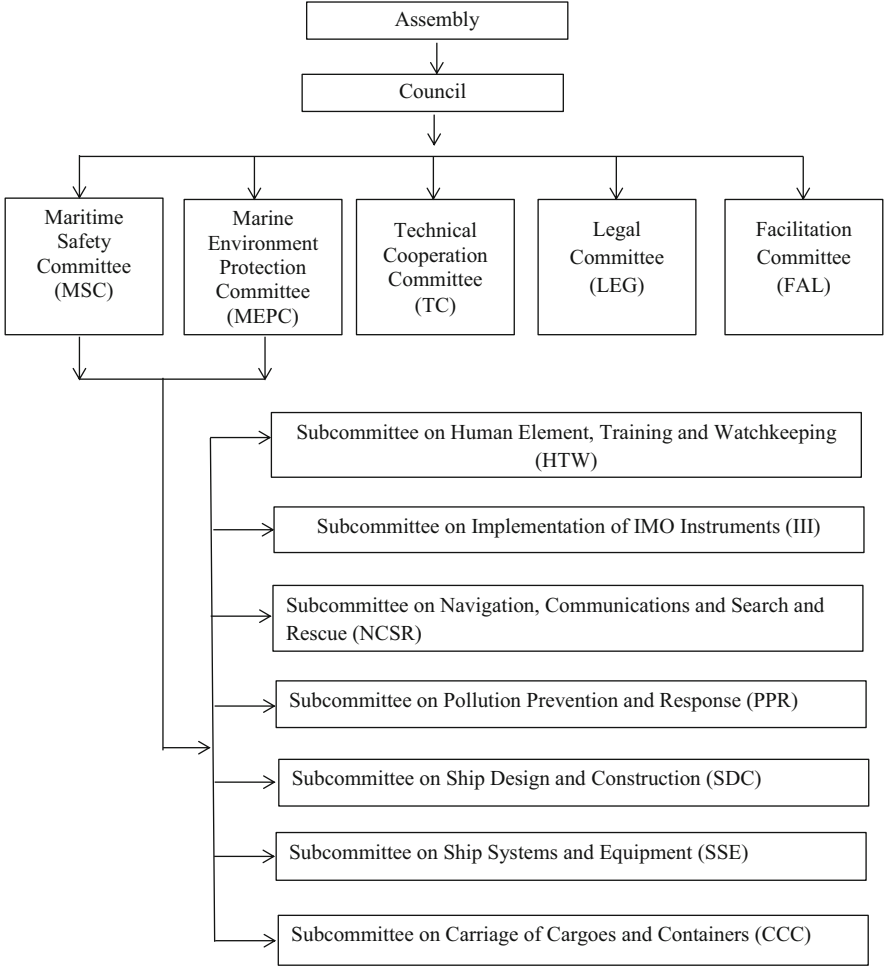 Assembly
Council
Maritime
Safety
Committee
(MSC)
Marine
Environment
Protection
Committee
(MEPC)
Technical
Cooperation
Committee
(TC)
Legal
Committee
(LEG)
Facilitation
Committee
(FAL)
Subcommittee on Human Element, Training and Watchkeeping
(HTW)
Subcommittee on Implementation of IMO Instruments (III)
Subcommittee on Navigation, Communications and Search and
Rescue (NCSR)
Subcommittee on Pollution Prevention and Response (PPR)
Subcommittee on Ship Design and Construction (SDC)
Subcommittee on Ship Systems and Equipment (SSE)
Subcommittee on Carriage of Cargoes and Containers (CCC)